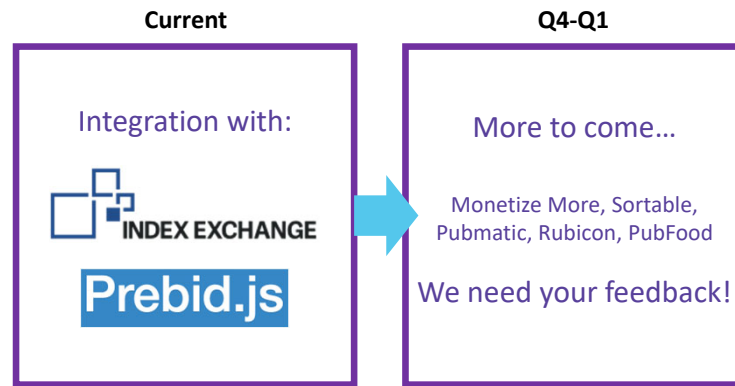 Current
Integration with:
INDEX EXCHANGE
Prebid.js
Q4-Q1
More to come…
Monetize More, Sortable,
Pubmatic, Rubicon, PubFood
We need your feedback!